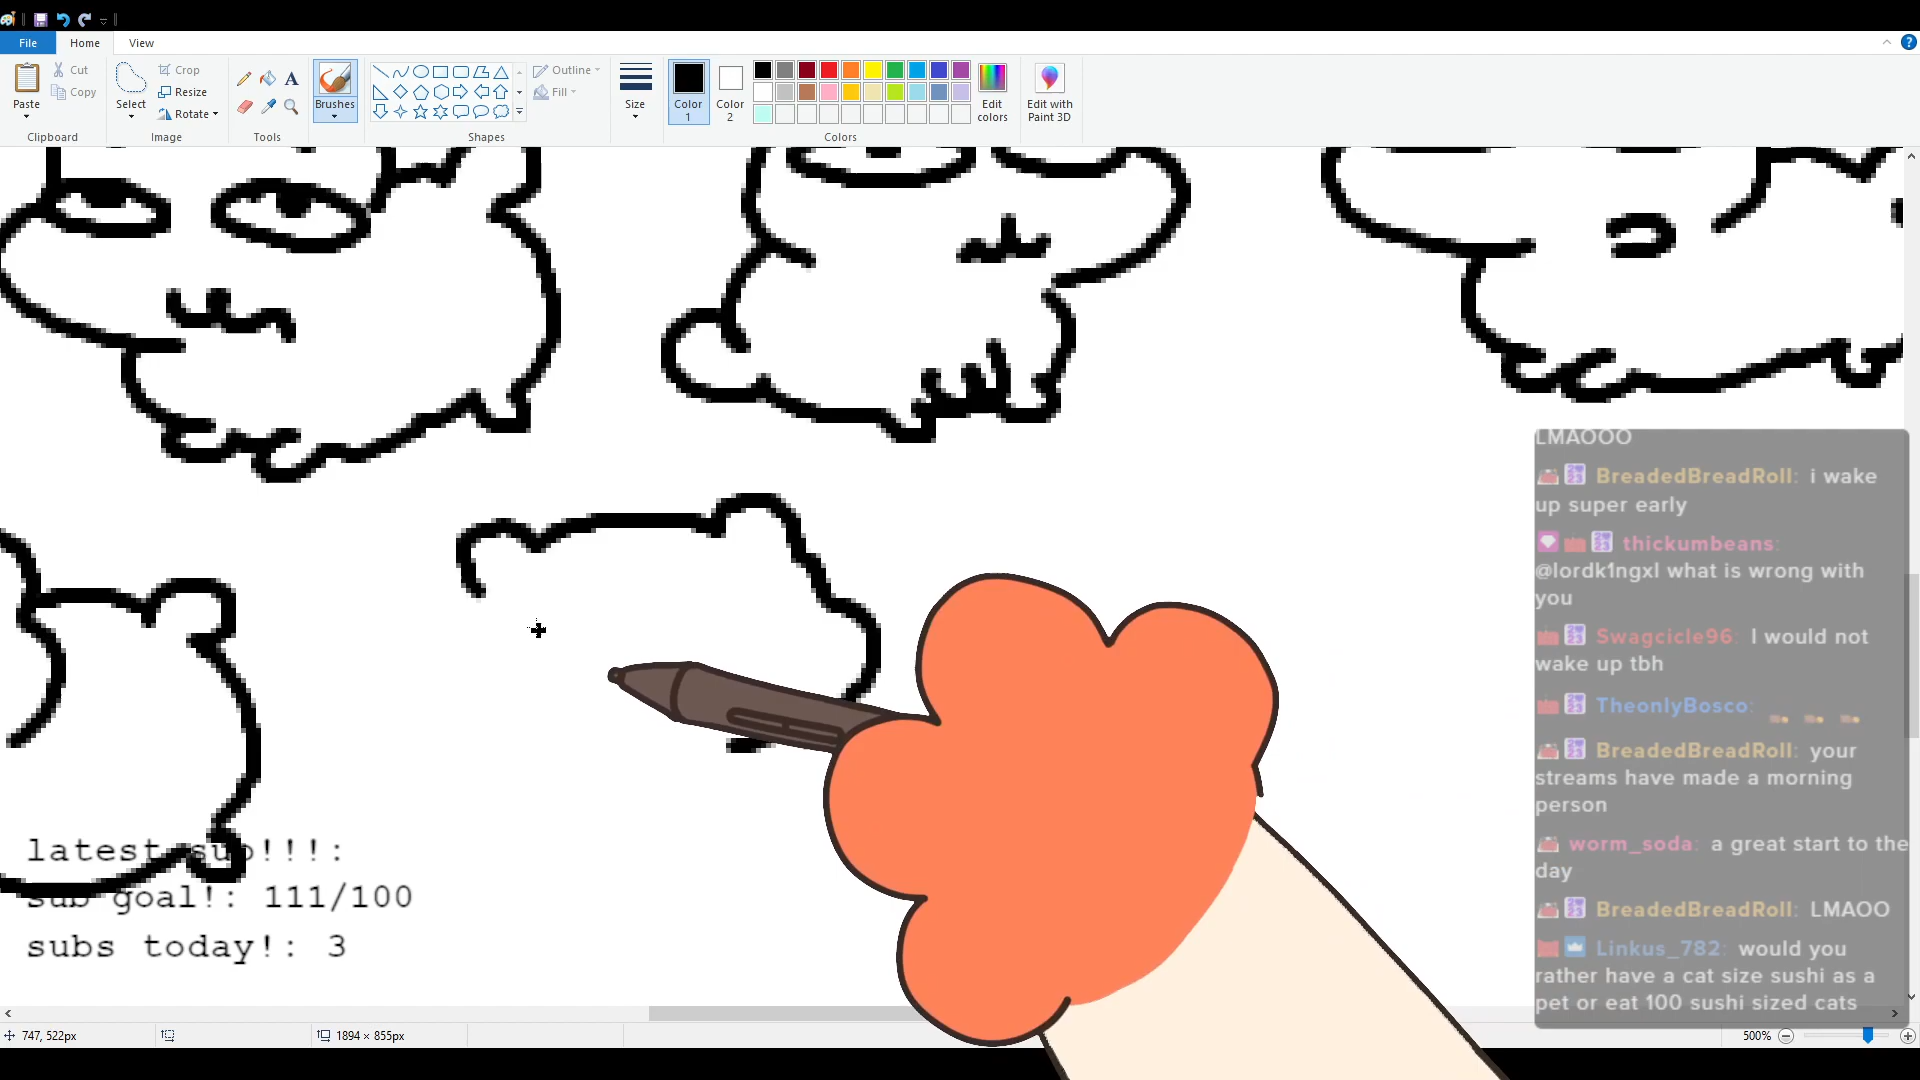 File Home View
Paste
Cut
Copy
Clipboard
Select
Crop
Resize
Rotate
Image
A
Tools
Brushes
Outline
Fill
Shapes
Size
Color
1
Color
2
Edit
colors
Colors
Edit with
Paint 3D
LMAOOO
BreadedBreadRoll: i wake
up super early
thickumbeans:
@lordk1ngxl what is wrong with
you
Swagcicle96: I would not
wake up tbh
TheonlyBosco:
BreadedBreadRoll: your
streams have made a morning
person
worm_soda: a great start to the
day
BreadedBreadRoll: LMAOO
Linkus_782: would you
rather have a cat size sushi as a
pet or eat 100 sushi sized cats
latest sub!!!:
sub goal!: 111/100
subs today!: 3
747, 522px
1894 × 855px
500%